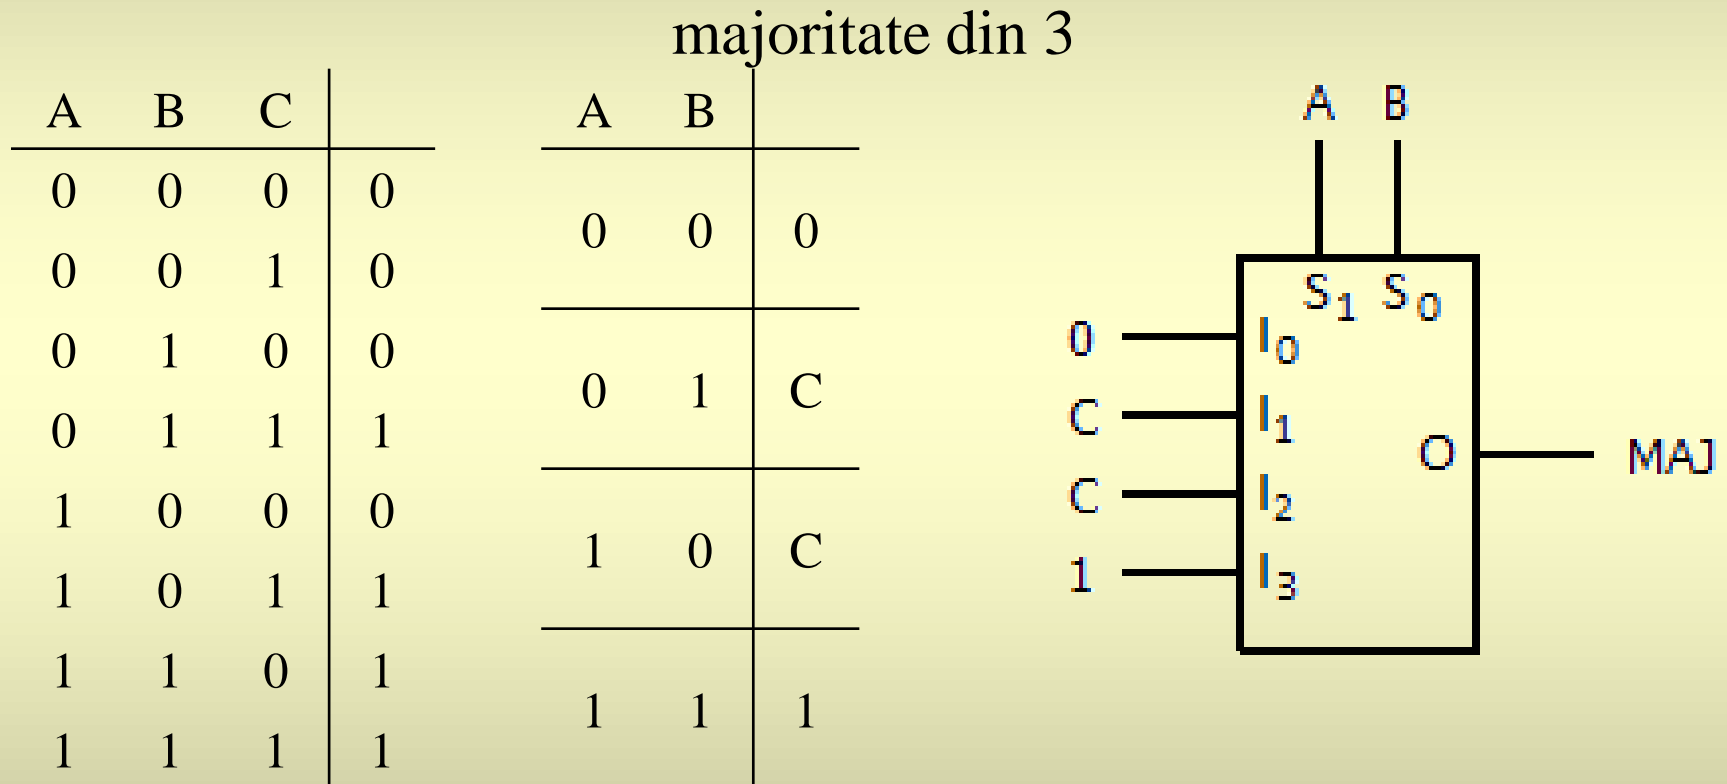 majoritate din 3
A B C
0 0 0 0
0 0 1 0
0 1 0 0
0 1 1 1
1 0 0 0
1 0 1 1
1 1 0 1
1 1 1 1
A B
0 0 0
0 1 C
1 0 C
1 1 1
A B
S1 S0
0 I0
C I1
C I2
1 I3
O MAJ